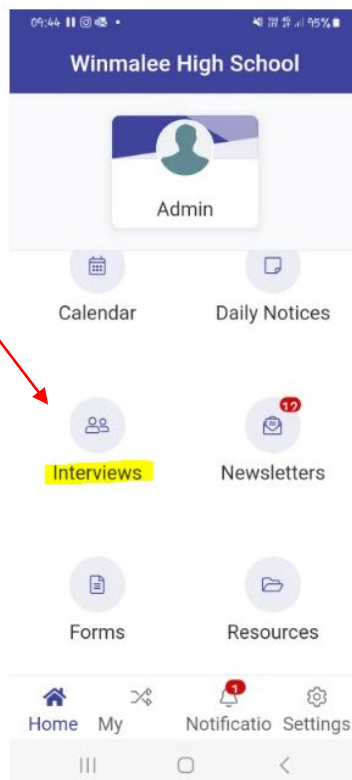 09:44 95%
Winmalee High School
Admin
Calendar Daily Notices
12
Interviews Newsletters
Forms Resources
1
Home My Notificatio Settings